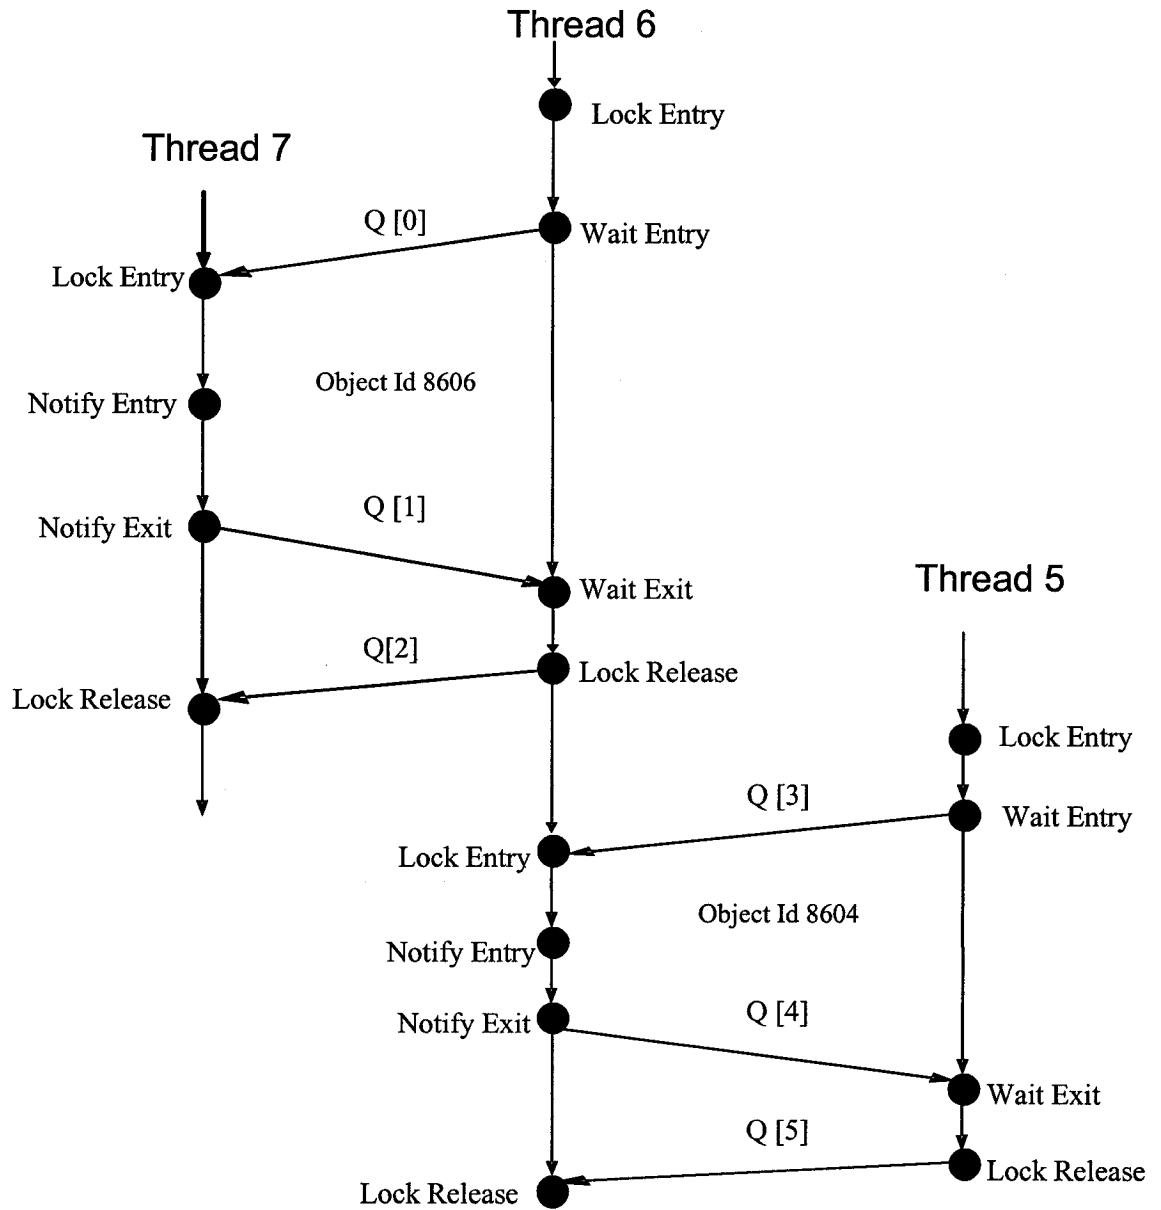 Thread 6
Lock Entry
Thread 7
Q [0]
Wait Entry
Lock Entry
Object Id 8606
Notify Entry
Q [1]
Notify Exit
Thread 5
Wait Exit
Q[2]
Lock Release
Lock Release
Lock Entry
Q [3]
Wait Entry
Lock Entry
Object Id 8604
Notify Entry
Q [4]
Notify Exit
Wait Exit
Q [5]
Lock Release
Lock Release